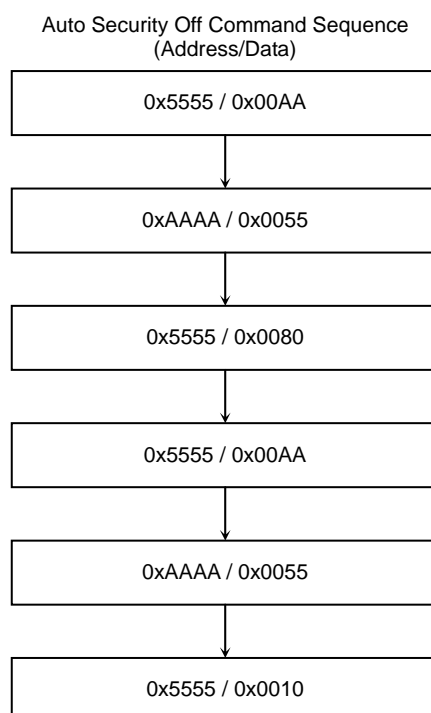 Auto Security Off Command Sequence
(Address/Data)
0x5555 / 0x00AA
0xAAAA / 0x0055
0x5555 / 0x0080
0x5555 / 0x00AA
0xAAAA / 0x0055
0x5555 / 0x0010